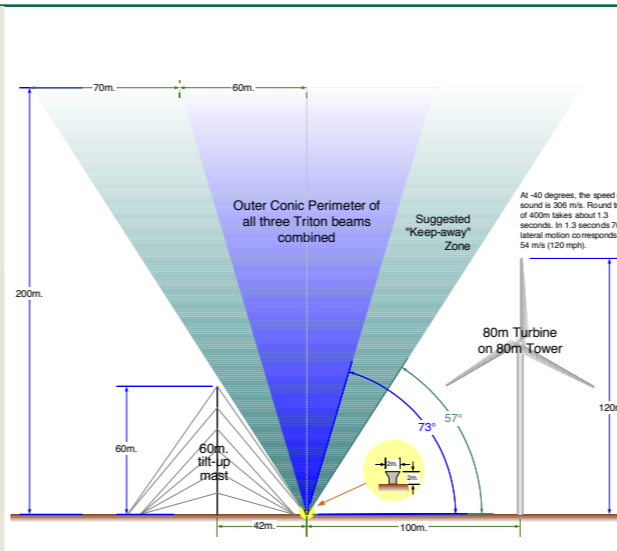 70m.
60m.
Outer Conic Perimeter of
all three Triton beams
combined
Suggested
"Keep-away"
Zone
At -40 degrees, the speed
sound is 306 m/s. Round
of 400m takes about 1.3
seconds. In 1.3 seconds
lateral motion corresponds
54 m/s (120 mph).
200m.
80m Turbine
on 80m Tower
60m.
60m.
tilt-up
mast
73°
57°
120m
2m.
2m.
42m.
100m.